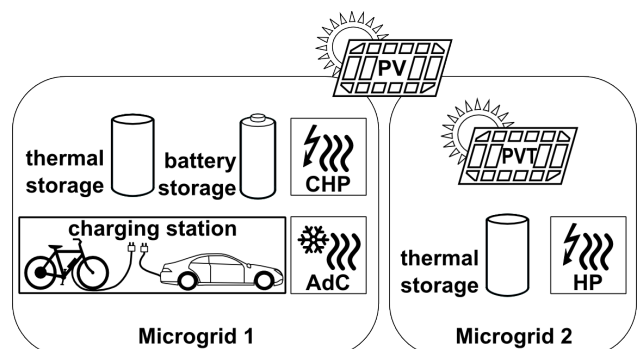 PV
thermal
storage
battery
storage
CHP
charging station
AdC
Microgrid 1
PVT
thermal
storage
HP
Microgrid 2